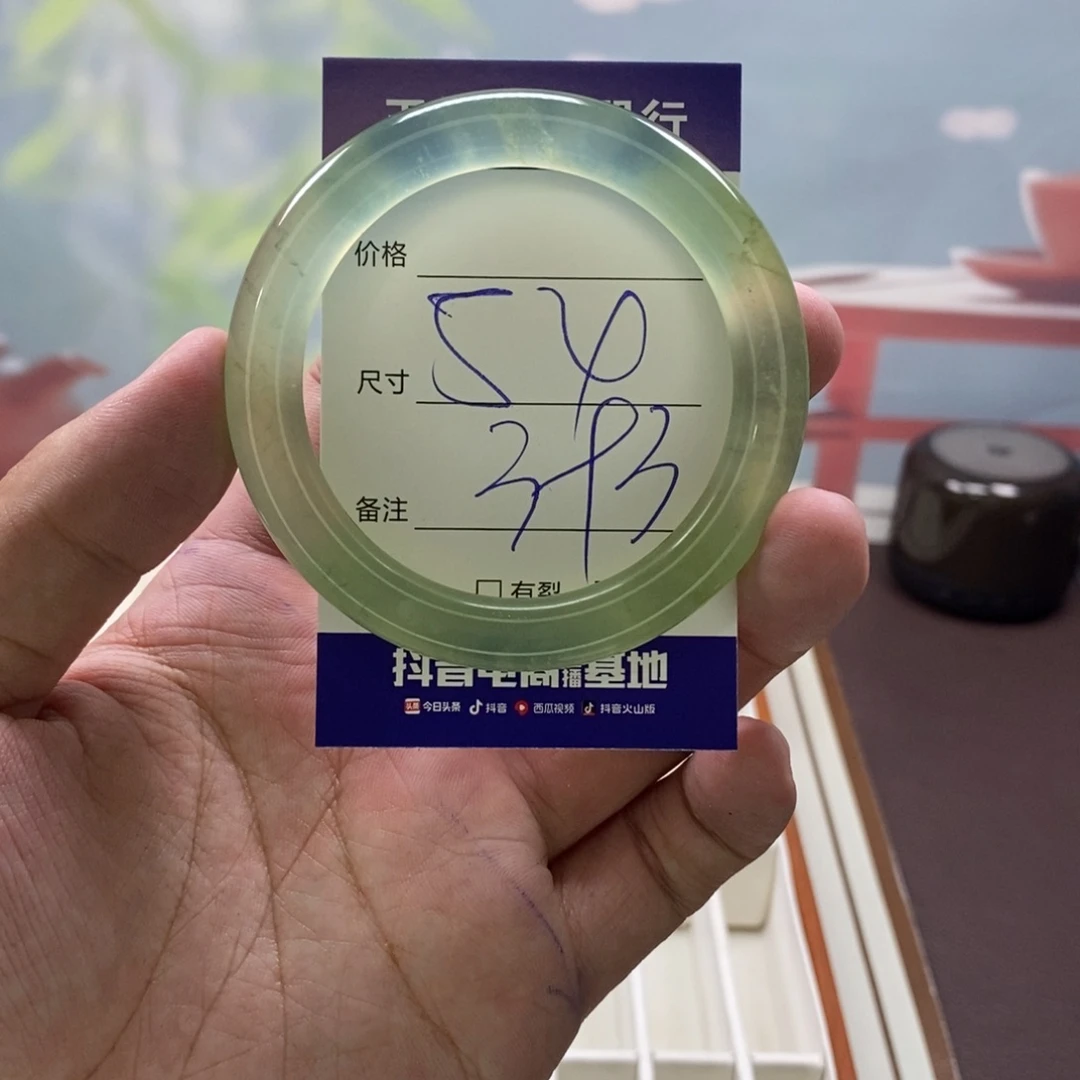 行
价格
54
尺寸
备注
□ 有裂
抖音电商直播基地
今日头条 抖音 西瓜视频 抖音火山版